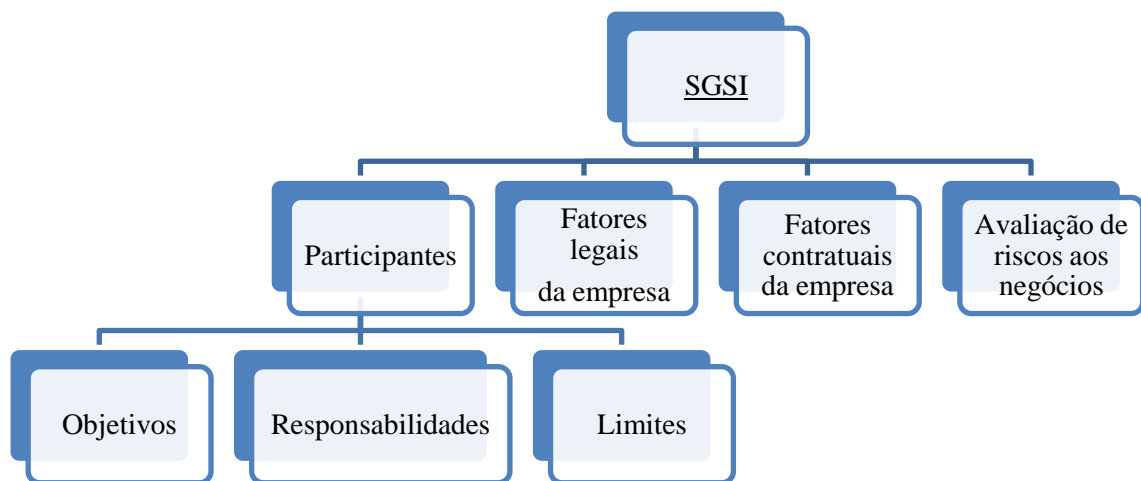 SGSI
Participantes
Fatores
legais
da empresa
Fatores
contratuais
da empresa
Avaliação de
riscos aos
negócios
Objetivos
Responsabilidades
Limites